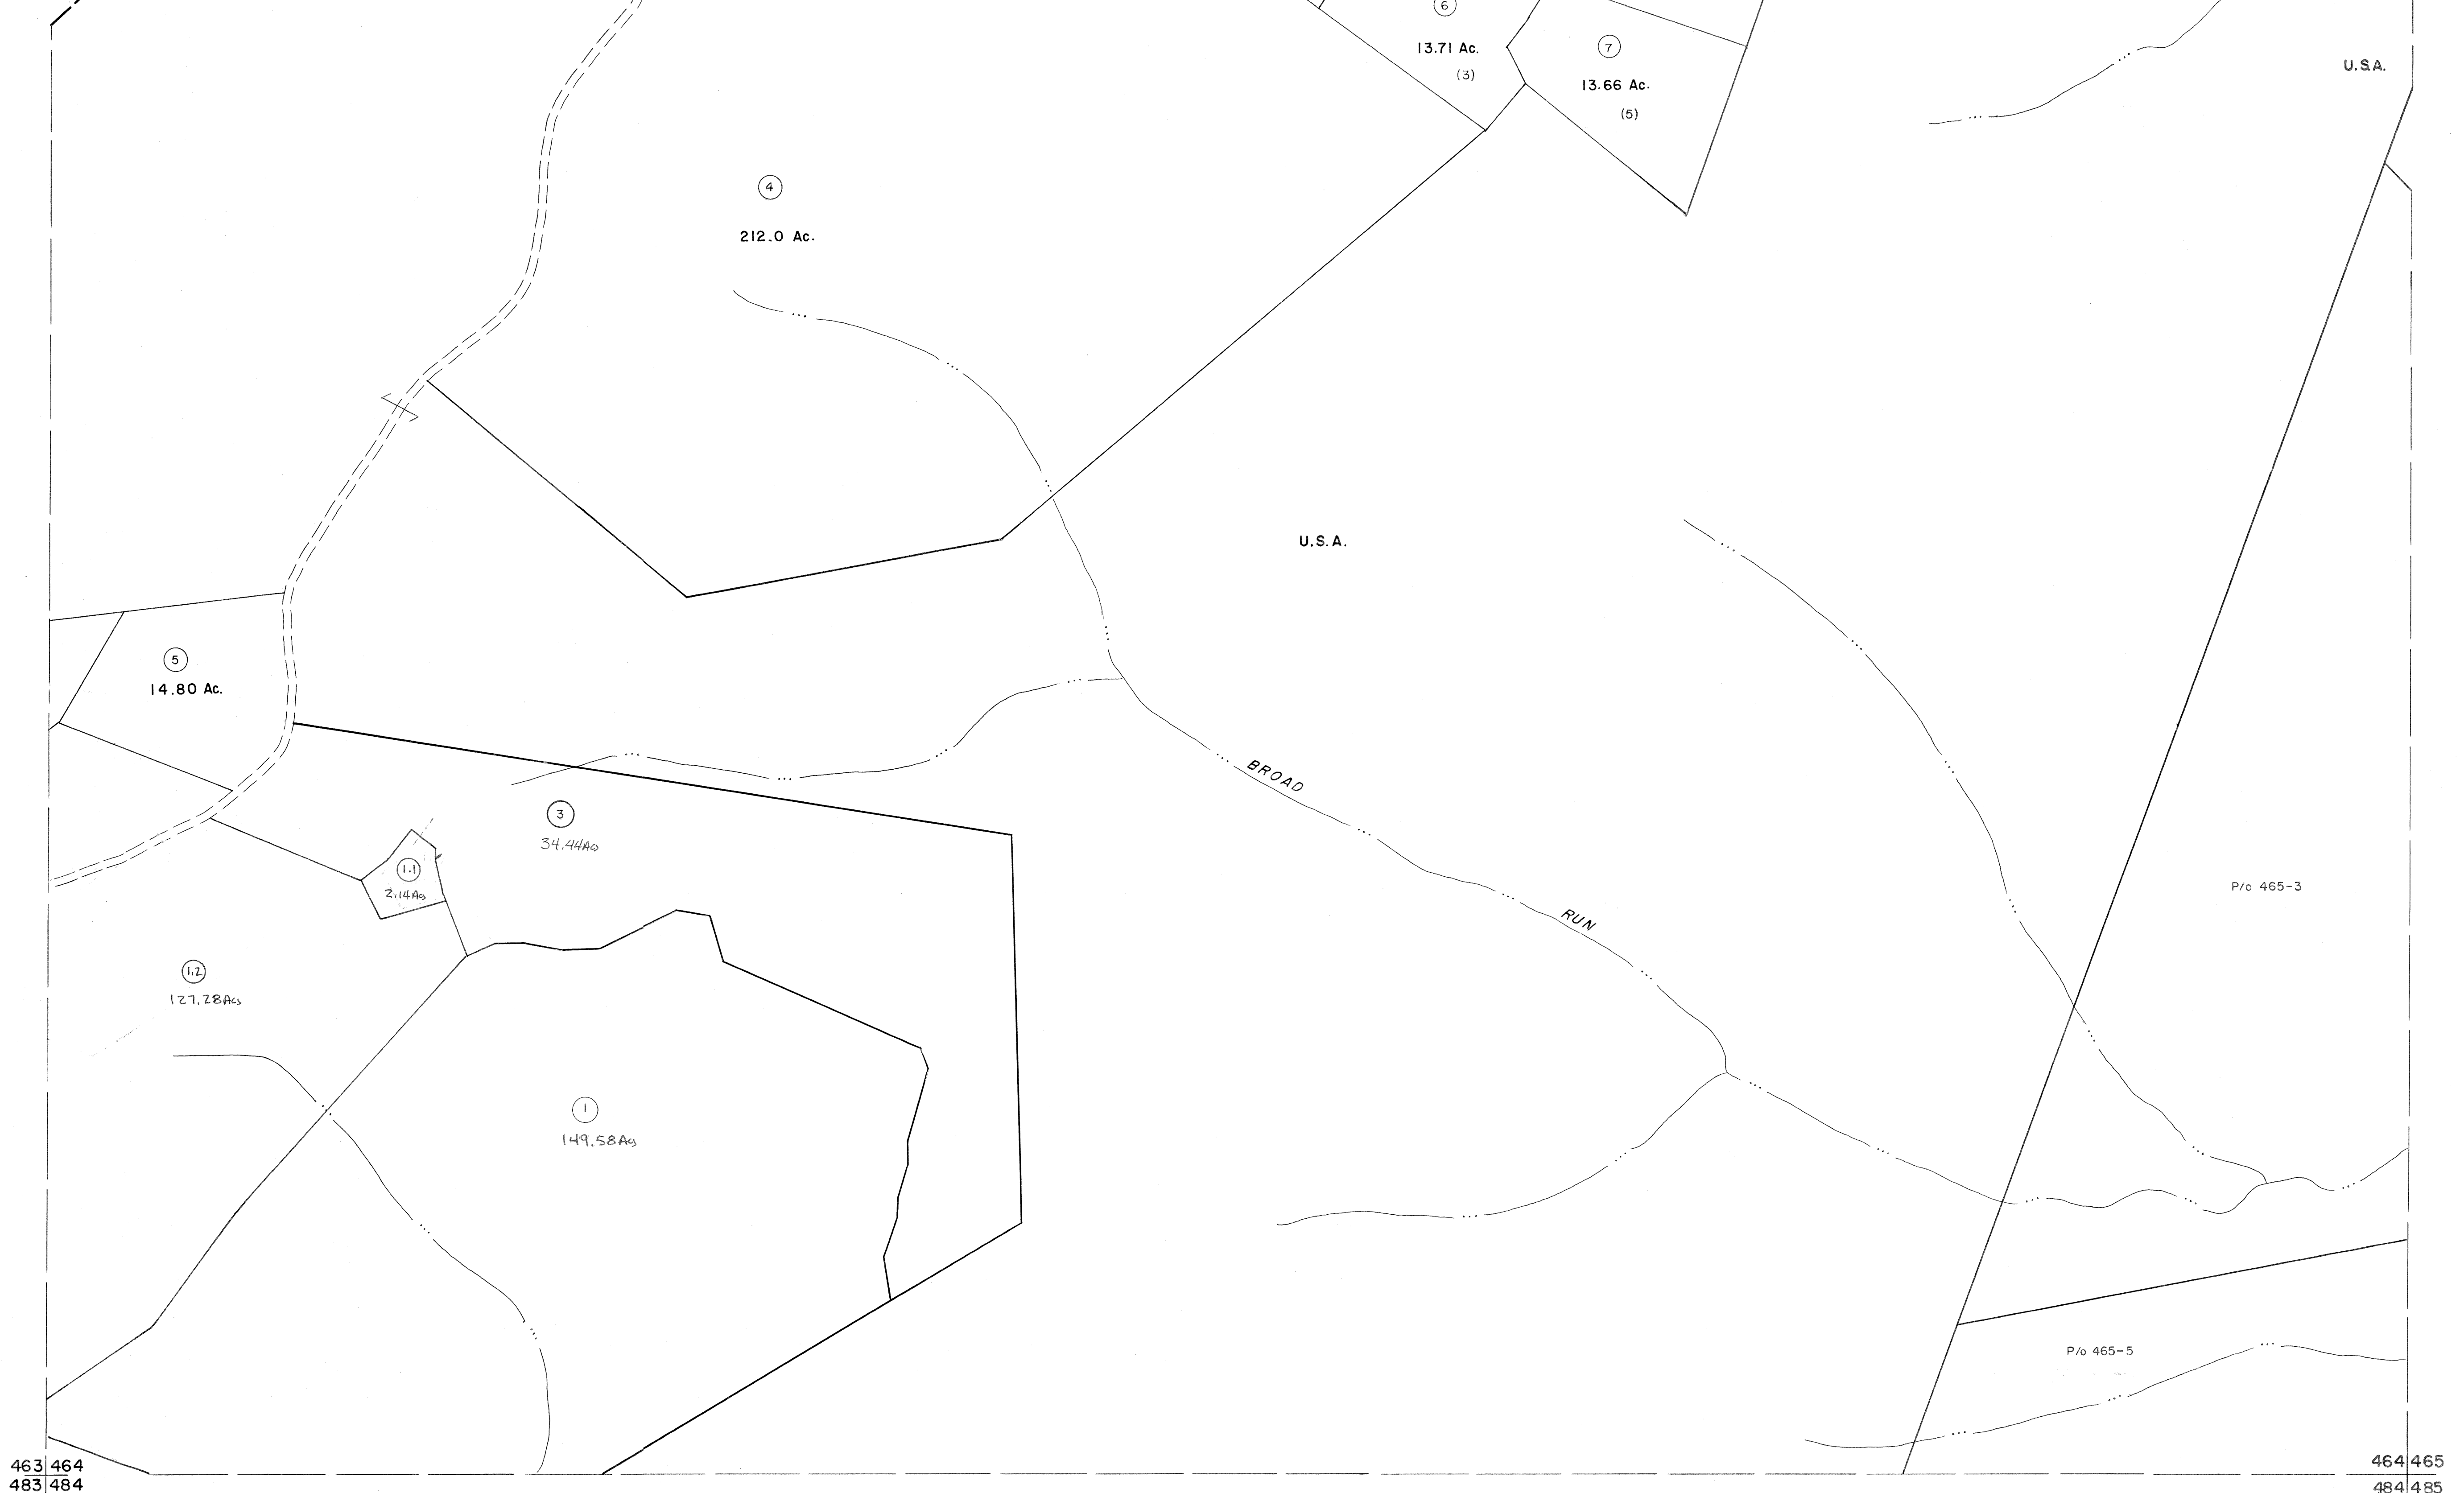 6
13.71 Ac.
(3)
7
13.66 Ac.
(5)
U.S.A.
4
212.0 Ac.
U.S.A.
5
14.80 Ac.
BROAD
RUN
3
34.44Ac
1.1
2.14Ac
P/o 465-3
1.2
127.28Acs
1
149.58Acs
P/o 465-5
463 464
483 484
464 465
484 485